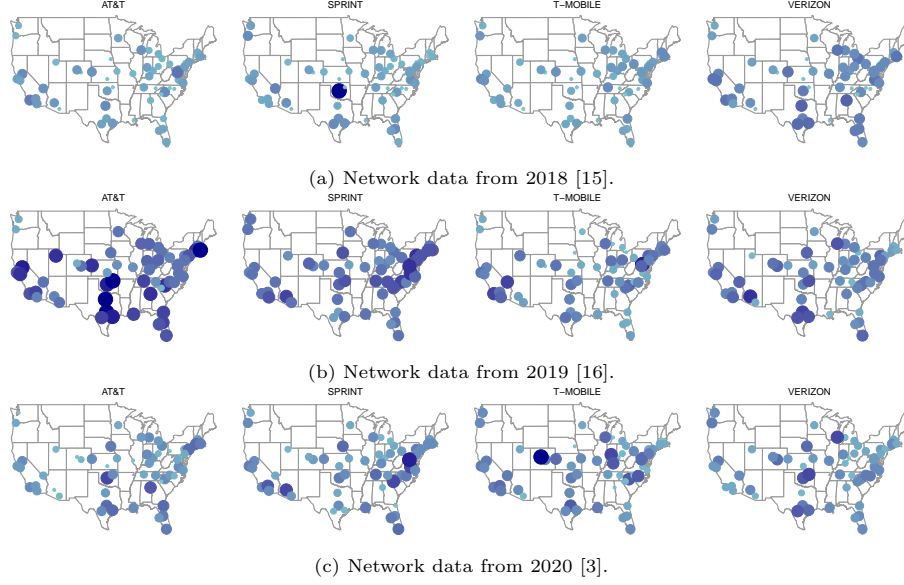 AT&T SPRINT T−MOBILE VERIZON
(a) Network data from 2018 [15].
AT&T SPRINT T−MOBILE VERIZON
(b) Network data from 2019 [16].
AT&T SPRINT T−MOBILE VERIZON
(c) Network data from 2020 [3].